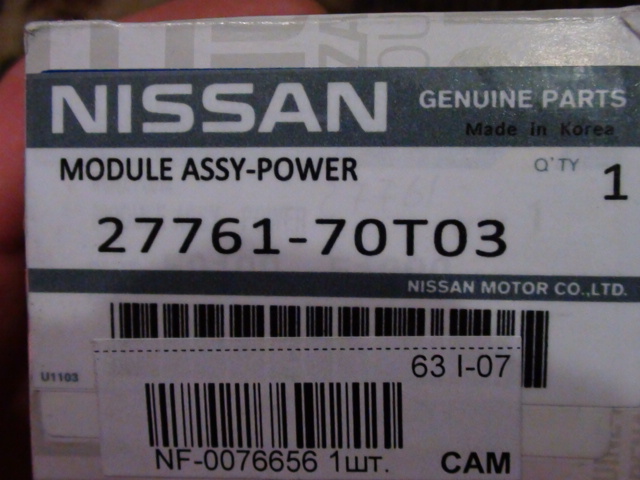 NISSAN GENUINE PARTS
Made in Korea
MODULE ASSY-POWER Q'TY 1
27761-70T03
NISSAN MOTOR CO.,LTD.
63 I-07
U1103
NF-0076656 1шт. САМ